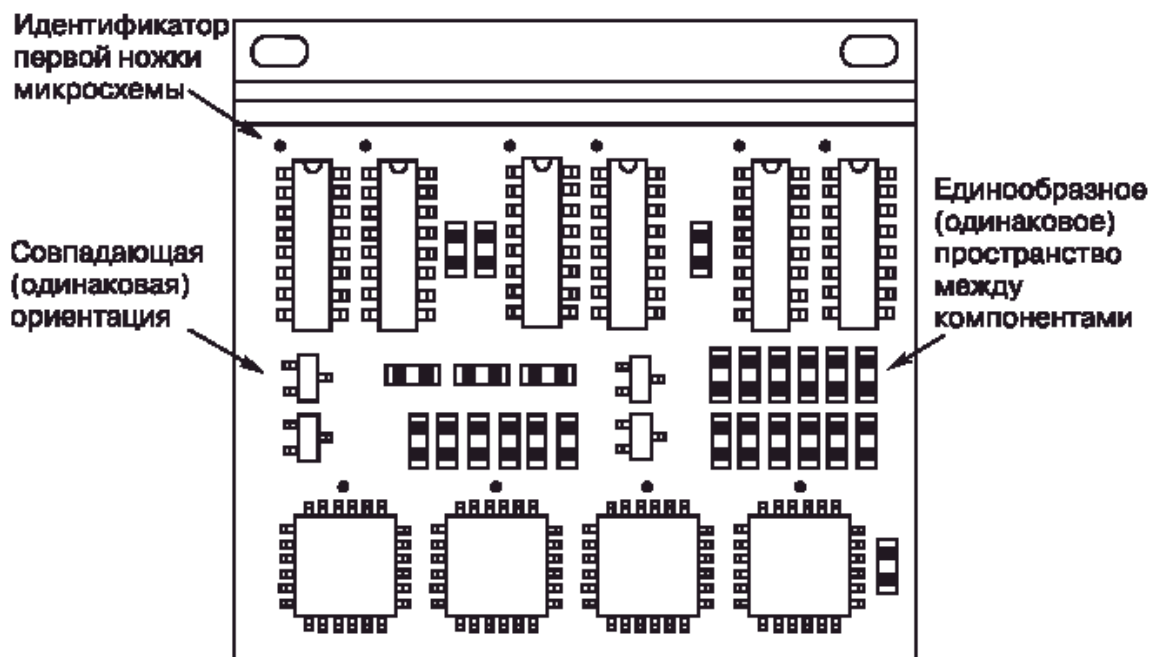 Идентификатор
первой ножки
микросхемы
Совпадающая
(одинаковая)
ориентация
Единообразное
(одинаковое)
пространство
между
компонентами